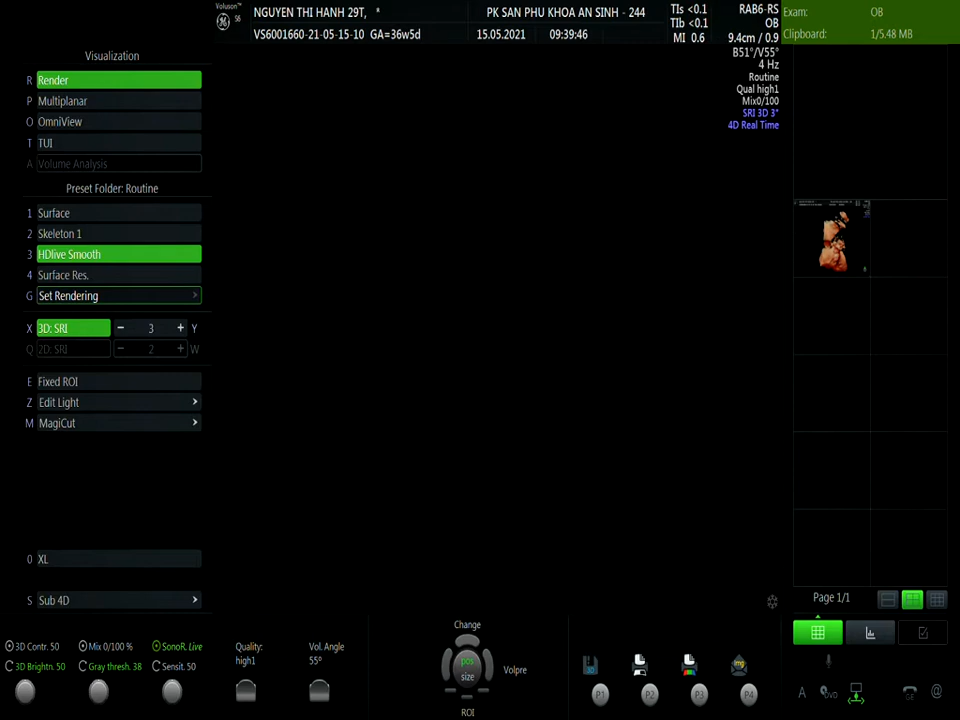 Voluson™
S6
NGUYEN THI HANH 29T, *
PK SAN PHU KHOA AN SINH - 244
VS6001660-21-05-15-10 GA=36w5d
15.05.2021 09:39:46
TIs <0.1
TIb <0.1
MI 0.6
RAB6-RS
OB
9.4cm / 0.9
B51°/V55°
4 Hz
Routine
Qual high1
Mix0/100
SRI 3D 3°
4D Real Time
Exam: OB
Clipboard: 1/5.48 MB
Visualization
R Render
P Multiplanar
O OmniView
T TUI
A Volume Analysis
Preset Folder: Routine
1 Surface
2 Skeleton 1
3 HDlive Smooth
4 Surface Res.
G Set Rendering >
X 3D: SRI − 3 + Y
Q 2D: SRI − 2 + W
E Fixed ROI
Z Edit Light >
M MagiCut >
0 XL
S Sub 4D >
Page 1/1
3D Contr. 50
Mix 0/100 %
SonoR. Live
3D Brightn. 50
Gray thresh. 38
Sensit. 50
Quality:
high1
Vol. Angle
55°
Change
pos
size
Volpre
ROI
3D
img
P1
P2
P3
P4
A
DVD
@